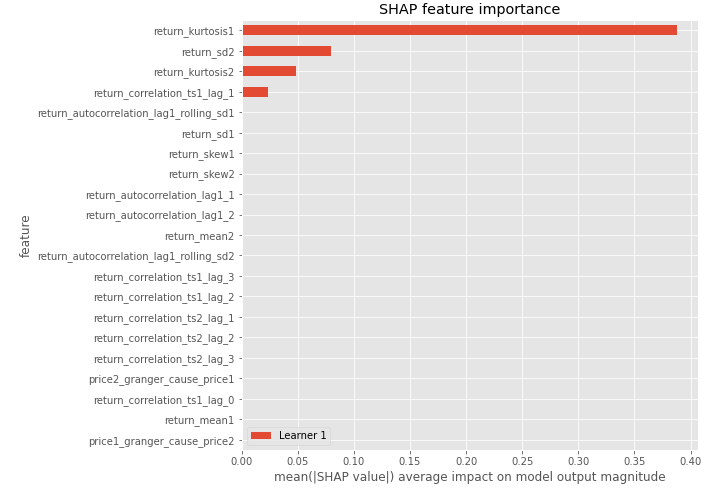 SHAP feature importance
return_kurtosis1
return_sd2
return_kurtosis2
return_correlation_ts1_lag_1
return_autocorrelation_lag1_rolling_sd1
return_sd1
return_skew1
return_skew2
return_autocorrelation_lag1_1
return_autocorrelation_lag1_2
return_mean2
return_autocorrelation_lag1_rolling_sd2
return_correlation_ts1_lag_3
return_correlation_ts1_lag_2
return_correlation_ts2_lag_1
return_correlation_ts2_lag_2
return_correlation_ts2_lag_3
price2_granger_cause_price1
return_correlation_ts1_lag_0
return_mean1
price1_granger_cause_price2
feature
Learner 1
0.00 0.05 0.10 0.15 0.20 0.25 0.30 0.35 0.40
mean(|SHAP value|) average impact on model output magnitude